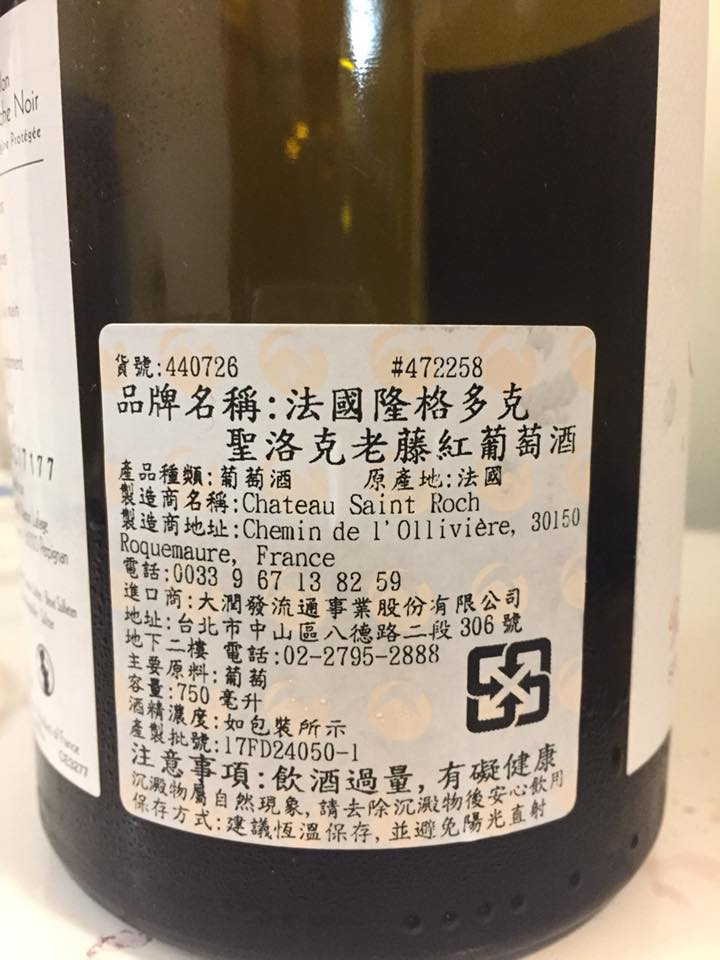 che Noir
Protégée
17177
貨號:440726 #472258
品牌名稱:法國隆格多克
聖洛克老藤紅葡萄酒
產品種類:葡萄酒 原產地:法國
製造商名稱:Chateau Saint Roch
製造商地址:Chemin de l'Ollivière, 30150
Roquemaure, France
電話:0033 9 67 13 82 59
進口商:大潤發流通事業股份有限公司
地址:台北市中山區八德路二段 306 號
地下二樓 電話:02-2795-2888
主要原料:葡萄
容量:750 毫升
酒精濃度:如包裝所示
產製批號:17FD24050-1
注意事項:飲酒過量,有礙健康
沉澱物屬自然現象,請去除沉澱物後安心飲用
保存方式:建議恆溫保存,並避免陽光直射